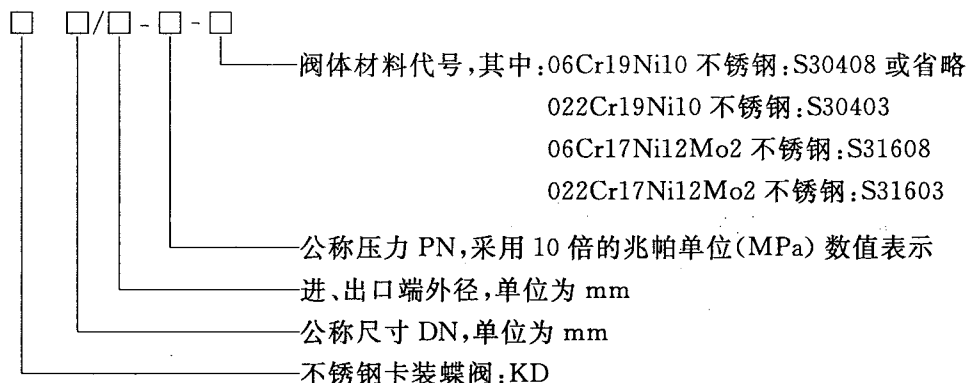 □ □/□-□-□
阀体材料代号,其中:06Cr19Ni10 不锈钢:S30408 或省略
022Cr19Ni10 不锈钢:S30403
06Cr17Ni12Mo2 不锈钢:S31608
022Cr17Ni12Mo2 不锈钢:S31603
公称压力 PN,采用 10 倍的兆帕单位(MPa) 数值表示
进、出口端外径,单位为 mm
公称尺寸 DN,单位为 mm
不锈钢卡装蝶阀:KD